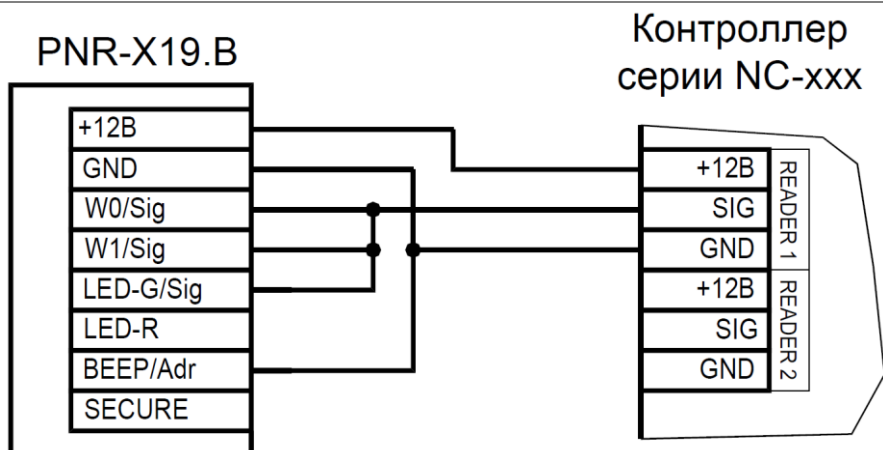 PNR-X19.B
+12В
GND
W0/Sig
W1/Sig
LED-G/Sig
LED-R
BEEP/Adr
SECURE
Контроллер
серии NC-xxx
+12В
SIG
GND
READER 1
+12В
SIG
GND
READER 2